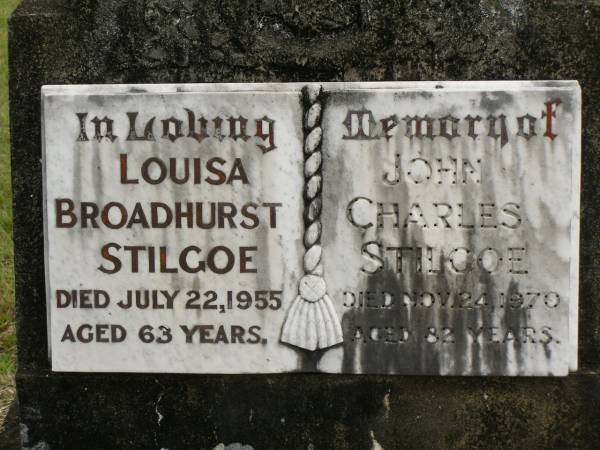 In Loving
LOUISA
BROADHURST
STILGOE
DIED JULY 22, 1955
AGED 63 YEARS.
Memory of
JOHN
CHARLES
STILGOE
DIED NOV. 24, 1970
AGED 82 YEARS.